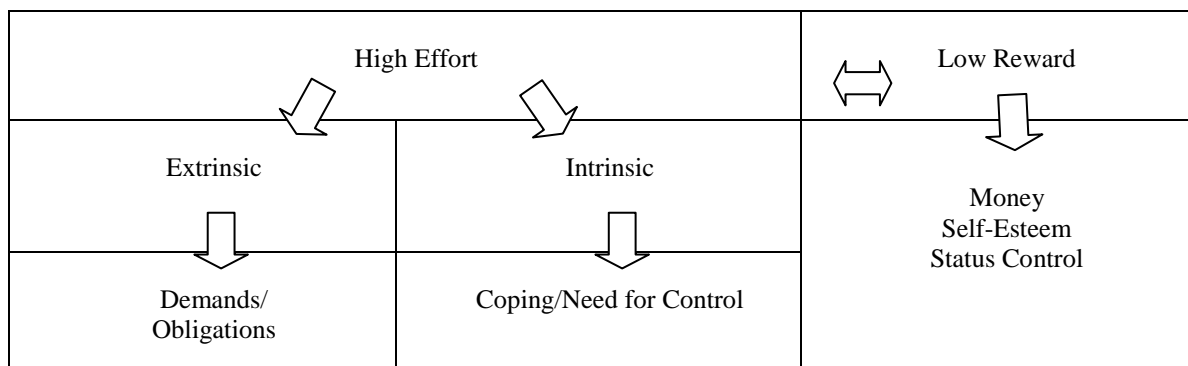 High Effort
Low Reward
Extrinsic
Intrinsic
Money
Self-Esteem
Status Control
Demands/
Obligations
Coping/Need for Control